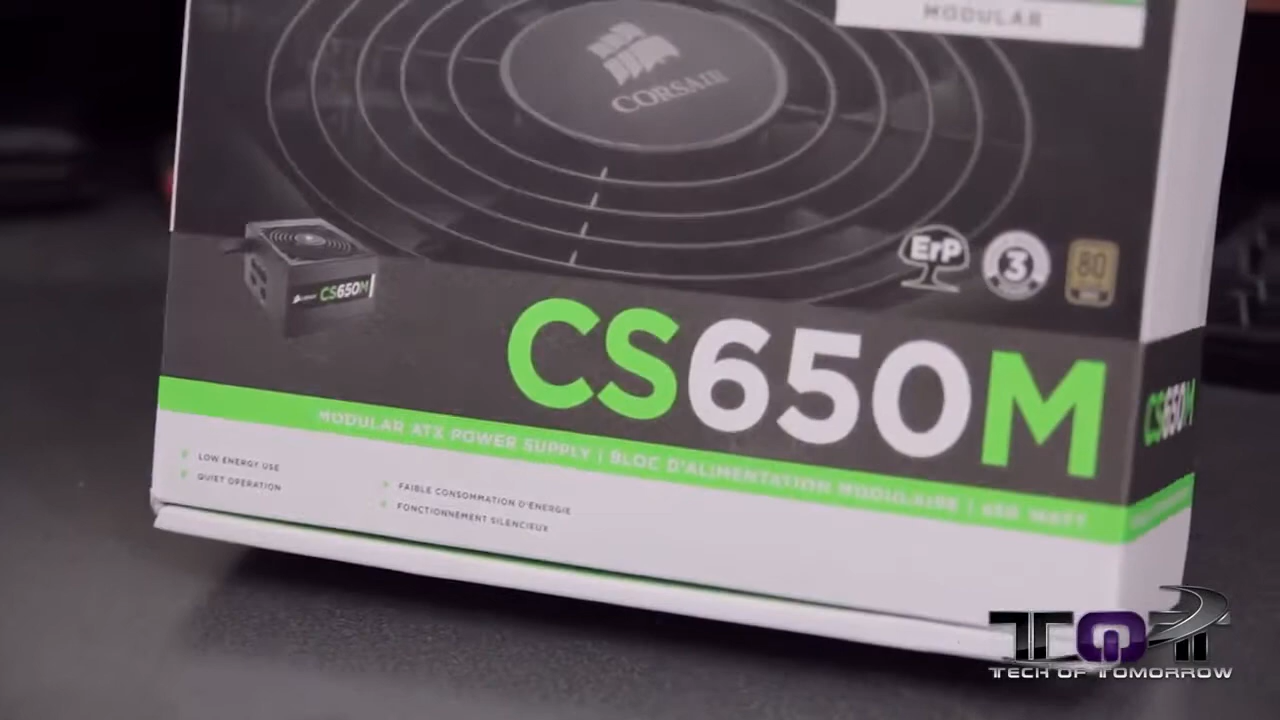 MODULAR
CORSAIR
ErP
3
80
CS650M
CS650M
CS650M
MODULAR ATX POWER SUPPLY | BLOC D'ALIMENTATION MODULAIRE | 650 WATT
LOW ENERGY USE
QUIET OPERATION
FAIBLE CONSOMMATION D'ENERGIE
FONCTIONNEMENT SILENCIEUX
TOT
TECH OF TOMORROW